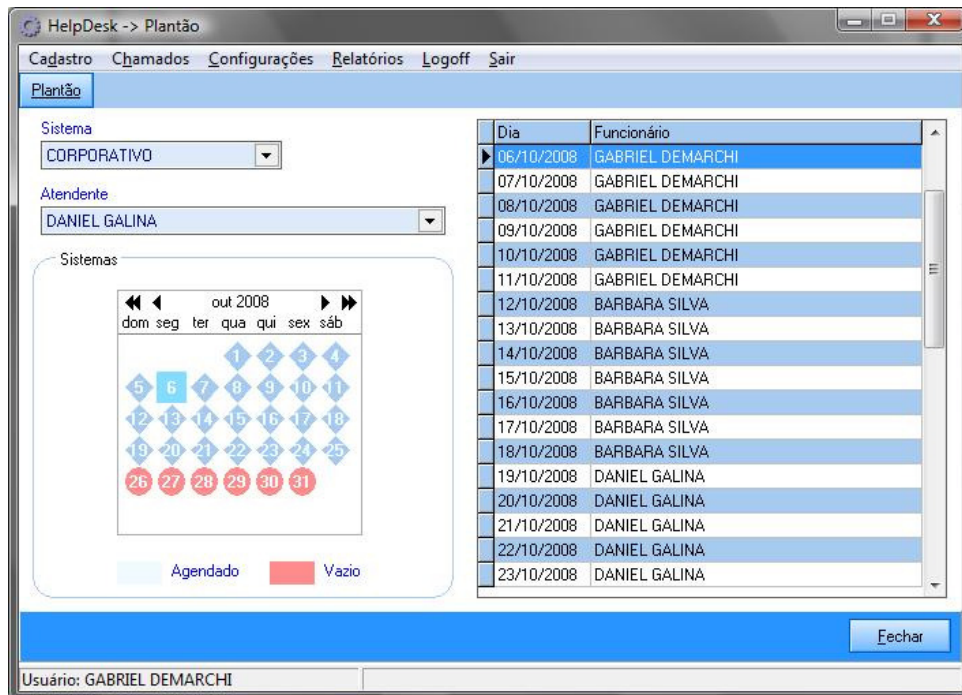 HelpDesk -> Plantão
Cadastro Chamados Configurações Relatórios Logoff Sair
Plantão
Sistema
CORPORATIVO
Atendente
DANIEL GALINA
Sistemas
out 2008
dom seg ter qua qui sex sáb
1 2 3 4
5 6 7 8 9 10 11
12 13 14 15 16 17 18
19 20 21 22 23 24 25
26 27 28 29 30 31
Agendado Vazio
Dia Funcionário
06/10/2008 GABRIEL DEMARCHI
07/10/2008 GABRIEL DEMARCHI
08/10/2008 GABRIEL DEMARCHI
09/10/2008 GABRIEL DEMARCHI
10/10/2008 GABRIEL DEMARCHI
11/10/2008 GABRIEL DEMARCHI
12/10/2008 BARBARA SILVA
13/10/2008 BARBARA SILVA
14/10/2008 BARBARA SILVA
15/10/2008 BARBARA SILVA
16/10/2008 BARBARA SILVA
17/10/2008 BARBARA SILVA
18/10/2008 BARBARA SILVA
19/10/2008 DANIEL GALINA
20/10/2008 DANIEL GALINA
21/10/2008 DANIEL GALINA
22/10/2008 DANIEL GALINA
23/10/2008 DANIEL GALINA
Fechar
Usuário: GABRIEL DEMARCHI